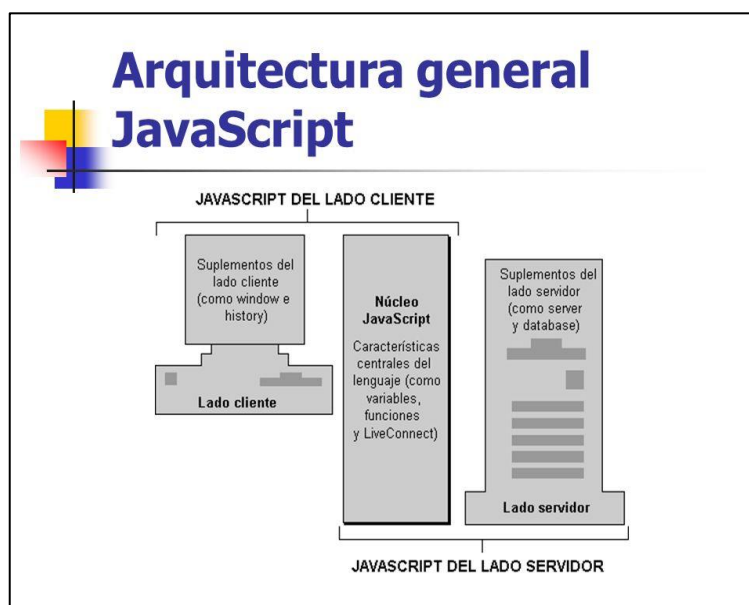 Arquitectura general
JavaScript
JAVASCRIPT DEL LADO CLIENTE
Suplementos del
lado cliente
(como window e
history)
Lado cliente
Núcleo
JavaScript
Características
centrales del
lenguaje (como
variables,
funciones
y LiveConnect)
Suplementos del
lado servidor
(como server
y database)
Lado servidor
JAVASCRIPT DEL LADO SERVIDOR